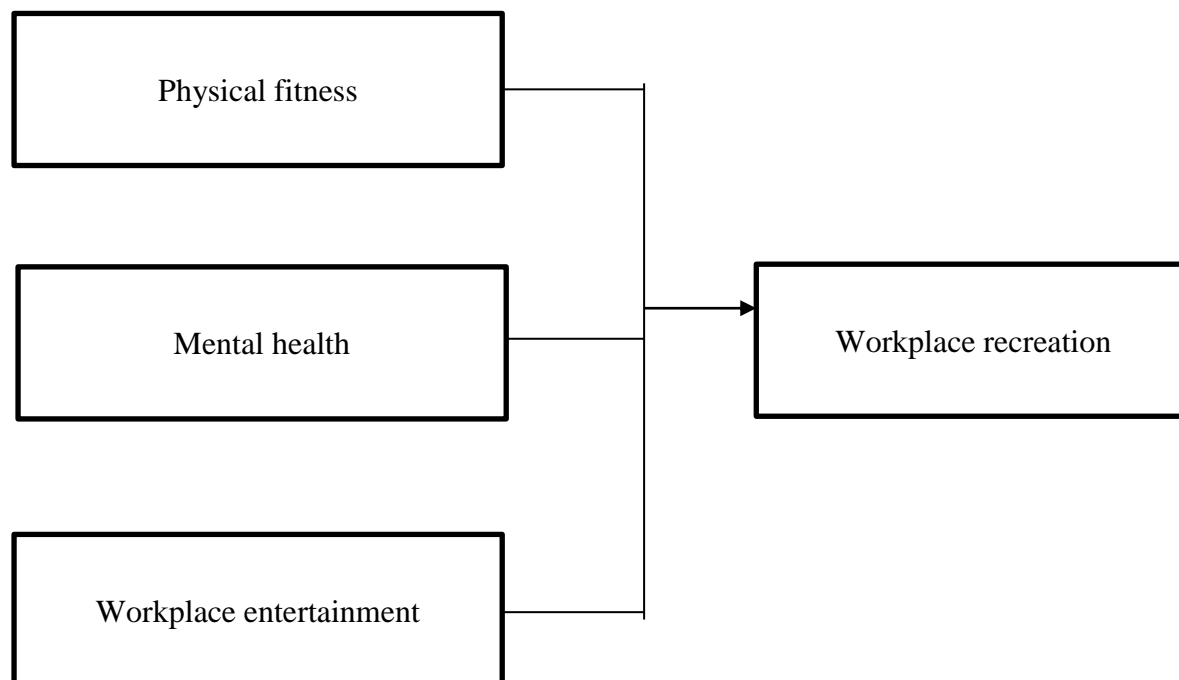 Physical fitness
Mental health
Workplace recreation
Workplace entertainment